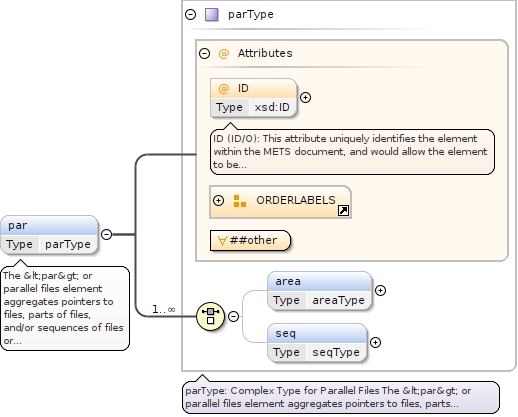 parType
@ Attributes
@ ID
Type xsd:ID
ID (ID/O): This attribute uniquely identifies the element
within the METS document, and would allow the element
to be...
ORDERLABELS
∀ ##other
par
Type parType
The &lt;par&gt; or
parallel files element
aggregates pointers to
files, parts of files,
and/or sequences of files
or...
1..∞
area
Type areaType
seq
Type seqType
parType: Complex Type for Parallel Files The &lt;par&gt; or
parallel files element aggregates pointers to files, parts...